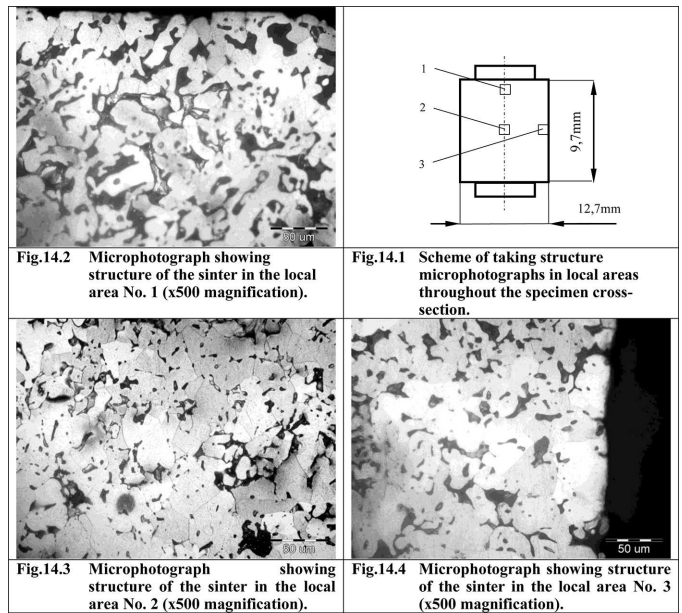 50 um
1
2
3
9,7mm
12,7mm
Fig.14.2 Microphotograph showing
structure of the sinter in the local
area No. 1 (x500 magnification).
Fig.14.1 Scheme of taking structure
microphotographs in local areas
throughout the specimen cross-
section.
50 um
50 um
Fig.14.3 Microphotograph showing
structure of the sinter in the local
area No. 2 (x500 magnification).
Fig.14.4 Microphotograph showing structure
of the sinter in the local area No. 3
(x500 magnification).